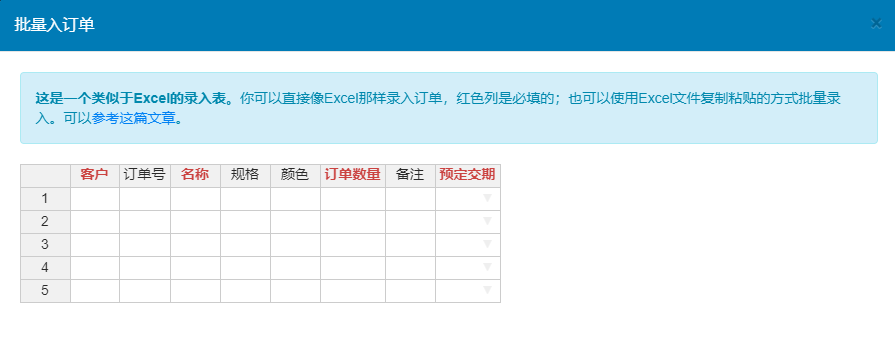 批量入订单 ×
这是一个类似于Excel的录入表。你可以直接像Excel那样录入订单，红色列是必填的；也可以使用Excel文件复制粘贴的方式批量录
入。可以参考这篇文章。
客户 订单号 名称 规格 颜色 订单数量 备注 预定交期
1
2
3
4
5